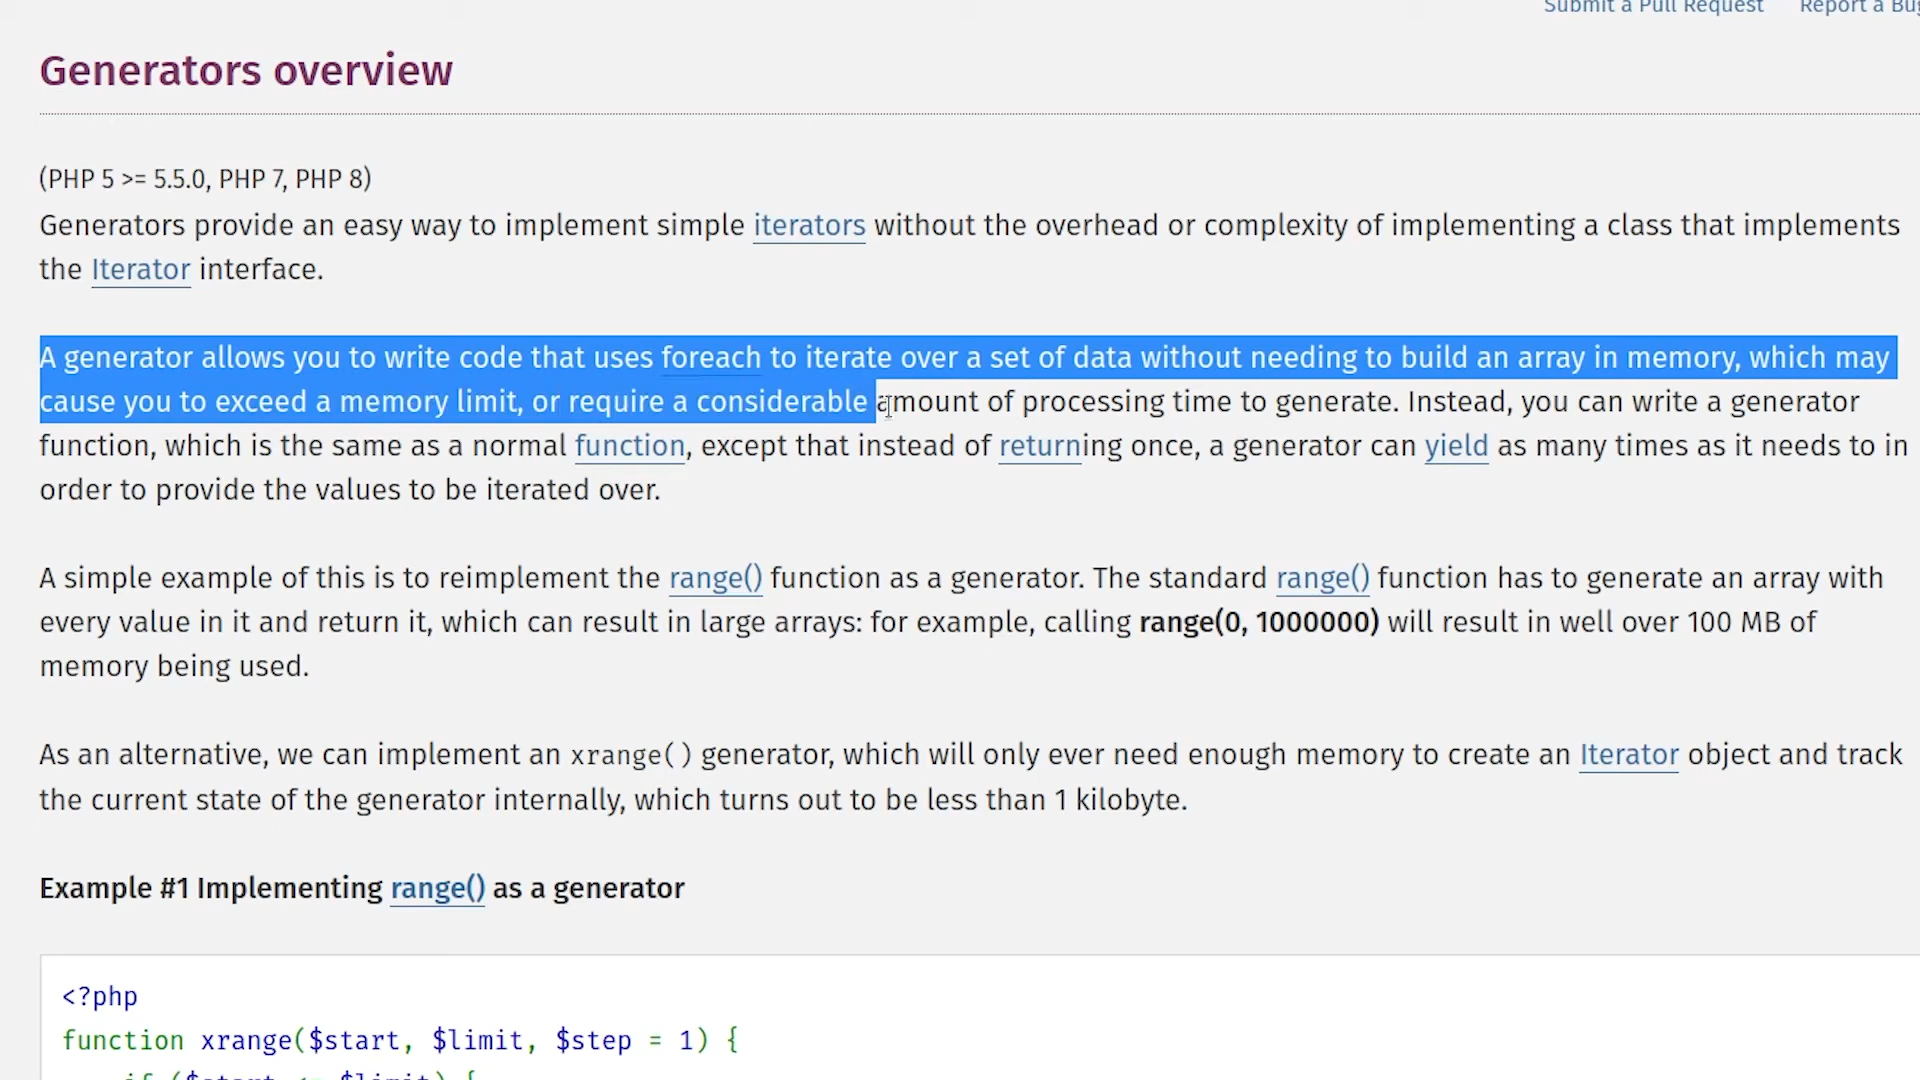 Submit a Pull Request Report a Bug
Generators overview
(PHP 5 >= 5.5.0, PHP 7, PHP 8)
Generators provide an easy way to implement simple iterators without the overhead or complexity of implementing a class that implements
the Iterator interface.
A generator allows you to write code that uses foreach to iterate over a set of data without needing to build an array in memory, which may
cause you to exceed a memory limit, or require a considerable amount of processing time to generate. Instead, you can write a generator
function, which is the same as a normal function, except that instead of returning once, a generator can yield as many times as it needs to in
order to provide the values to be iterated over.
A simple example of this is to reimplement the range() function as a generator. The standard range() function has to generate an array with
every value in it and return it, which can result in large arrays: for example, calling range(0, 1000000) will result in well over 100 MB of
memory being used.
As an alternative, we can implement an xrange() generator, which will only ever need enough memory to create an Iterator object and track
the current state of the generator internally, which turns out to be less than 1 kilobyte.
Example #1 Implementing range() as a generator
<?php
function xrange($start, $limit, $step = 1) {
if ($start <= $limit) {